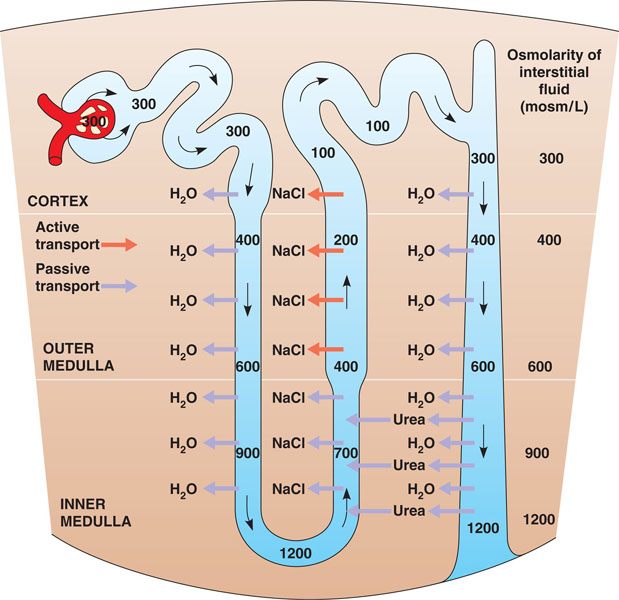 Osmolarity of
interstitial
fluid
(mosm/L)
300
300
300
100
100
300
300
CORTEX
H₂O
NaCl
H₂O
Active
transport
400
200
400
400
H₂O
NaCl
H₂O
Passive
transport
H₂O
NaCl
H₂O
OUTER
MEDULLA
H₂O
NaCl
H₂O
600
400
600
600
H₂O
NaCl
H₂O
Urea
H₂O
NaCl
H₂O
900
700
900
Urea
H₂O
NaCl
H₂O
INNER
MEDULLA
Urea
1200
1200
1200